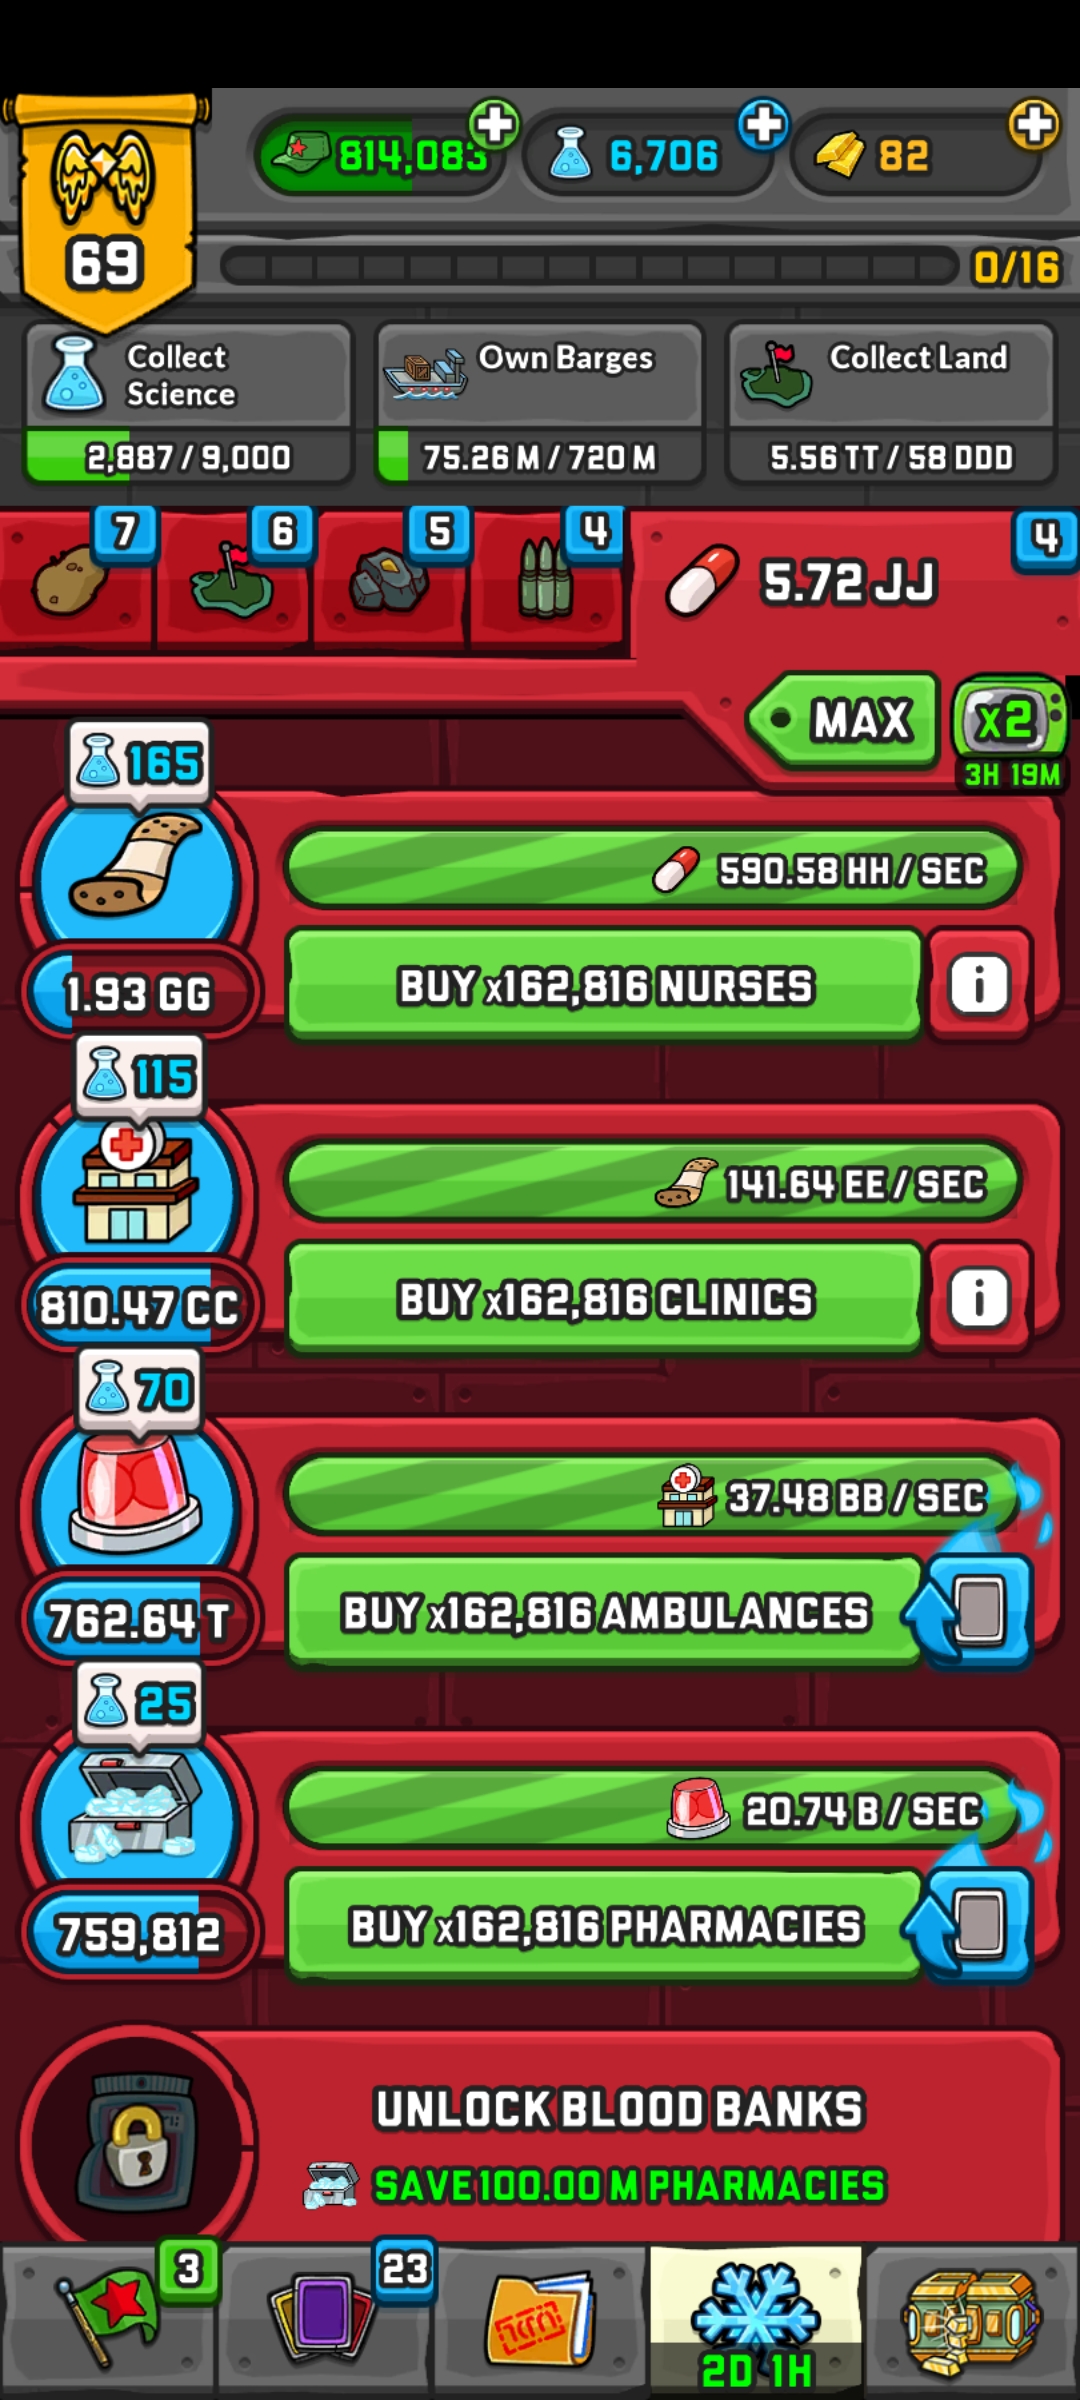 814,083
6,706
82
69
0/16
Collect Science
2,887 / 9,000
Own Barges
75.26 M / 720 M
Collect Land
5.56 TT / 58 DDD
7
6
5
4
5.72 JJ
4
MAX
x2
3H 19M
165
590.58 HH / SEC
1.93 GG
BUY x162,816 NURSES
i
115
141.64 EE / SEC
810.47 CC
BUY x162,816 CLINICS
i
70
37.48 BB / SEC
762.64 T
BUY x162,816 AMBULANCES
25
20.74 B / SEC
759,812
BUY x162,816 PHARMACIES
UNLOCK BLOOD BANKS
SAVE 100.00 M PHARMACIES
3
23
2D 1H